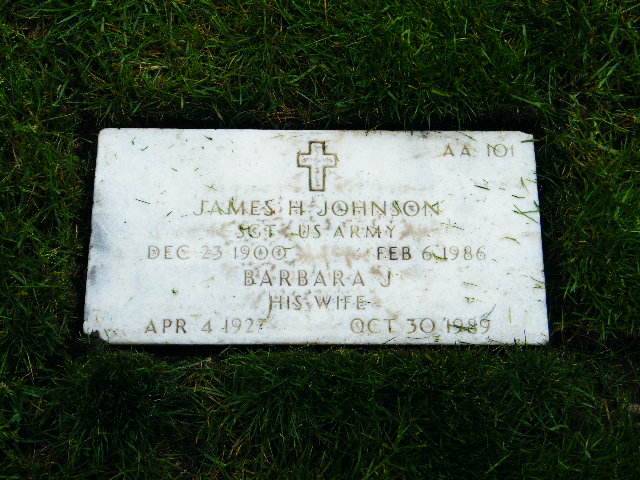 AA 101
JAMES H JOHNSON
SGT US ARMY
DEC 23 1900 FEB 6 1986
BARBARA J
HIS WIFE
APR 4 1927 OCT 30 1989